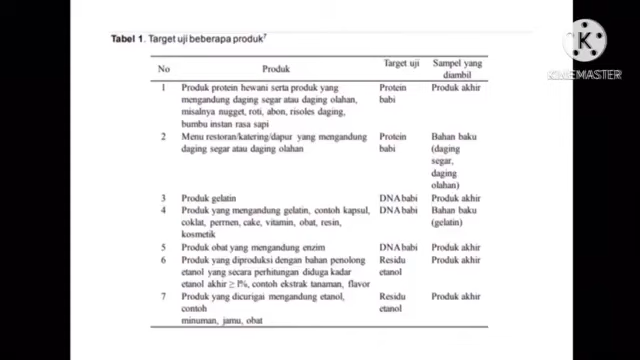 Tabel 1. Target uji beberapa produk7
No Produk Target uji Sampel yang diambil
1 Produk protein hewani serta produk yang Protein Produk akhir
mengandung daging segar atau daging olahan, babi
misalnya nugget, roti, abon, risoles daging,
bumbu instan rasa sapi
2 Menu restoran/katering/dapur yang mengandung Protein Bahan baku
daging segar atau daging olahan babi (daging
segar,
daging
olahan)
3 Produk gelatin DNA babi Produk akhir
4 Produk yang mengandung gelatin, contoh kapsul, DNA babi Bahan baku
coklat, permen, cake, vitamin, obat, resin, (gelatin)
kosmetik
5 Produk obat yang mengandung enzim DNA babi Produk akhir
6 Produk yang diproduksi dengan bahan penolong Residu Produk akhir
etanol yang secara perhitungan diduga kadar etanol
etanol akhir ≥ 1%, contoh ekstrak tanaman, flavor
7 Produk yang dicurigai mengandung etanol, Residu Produk akhir
contoh etanol
minuman, jamu, obat
K
KINEMASTER